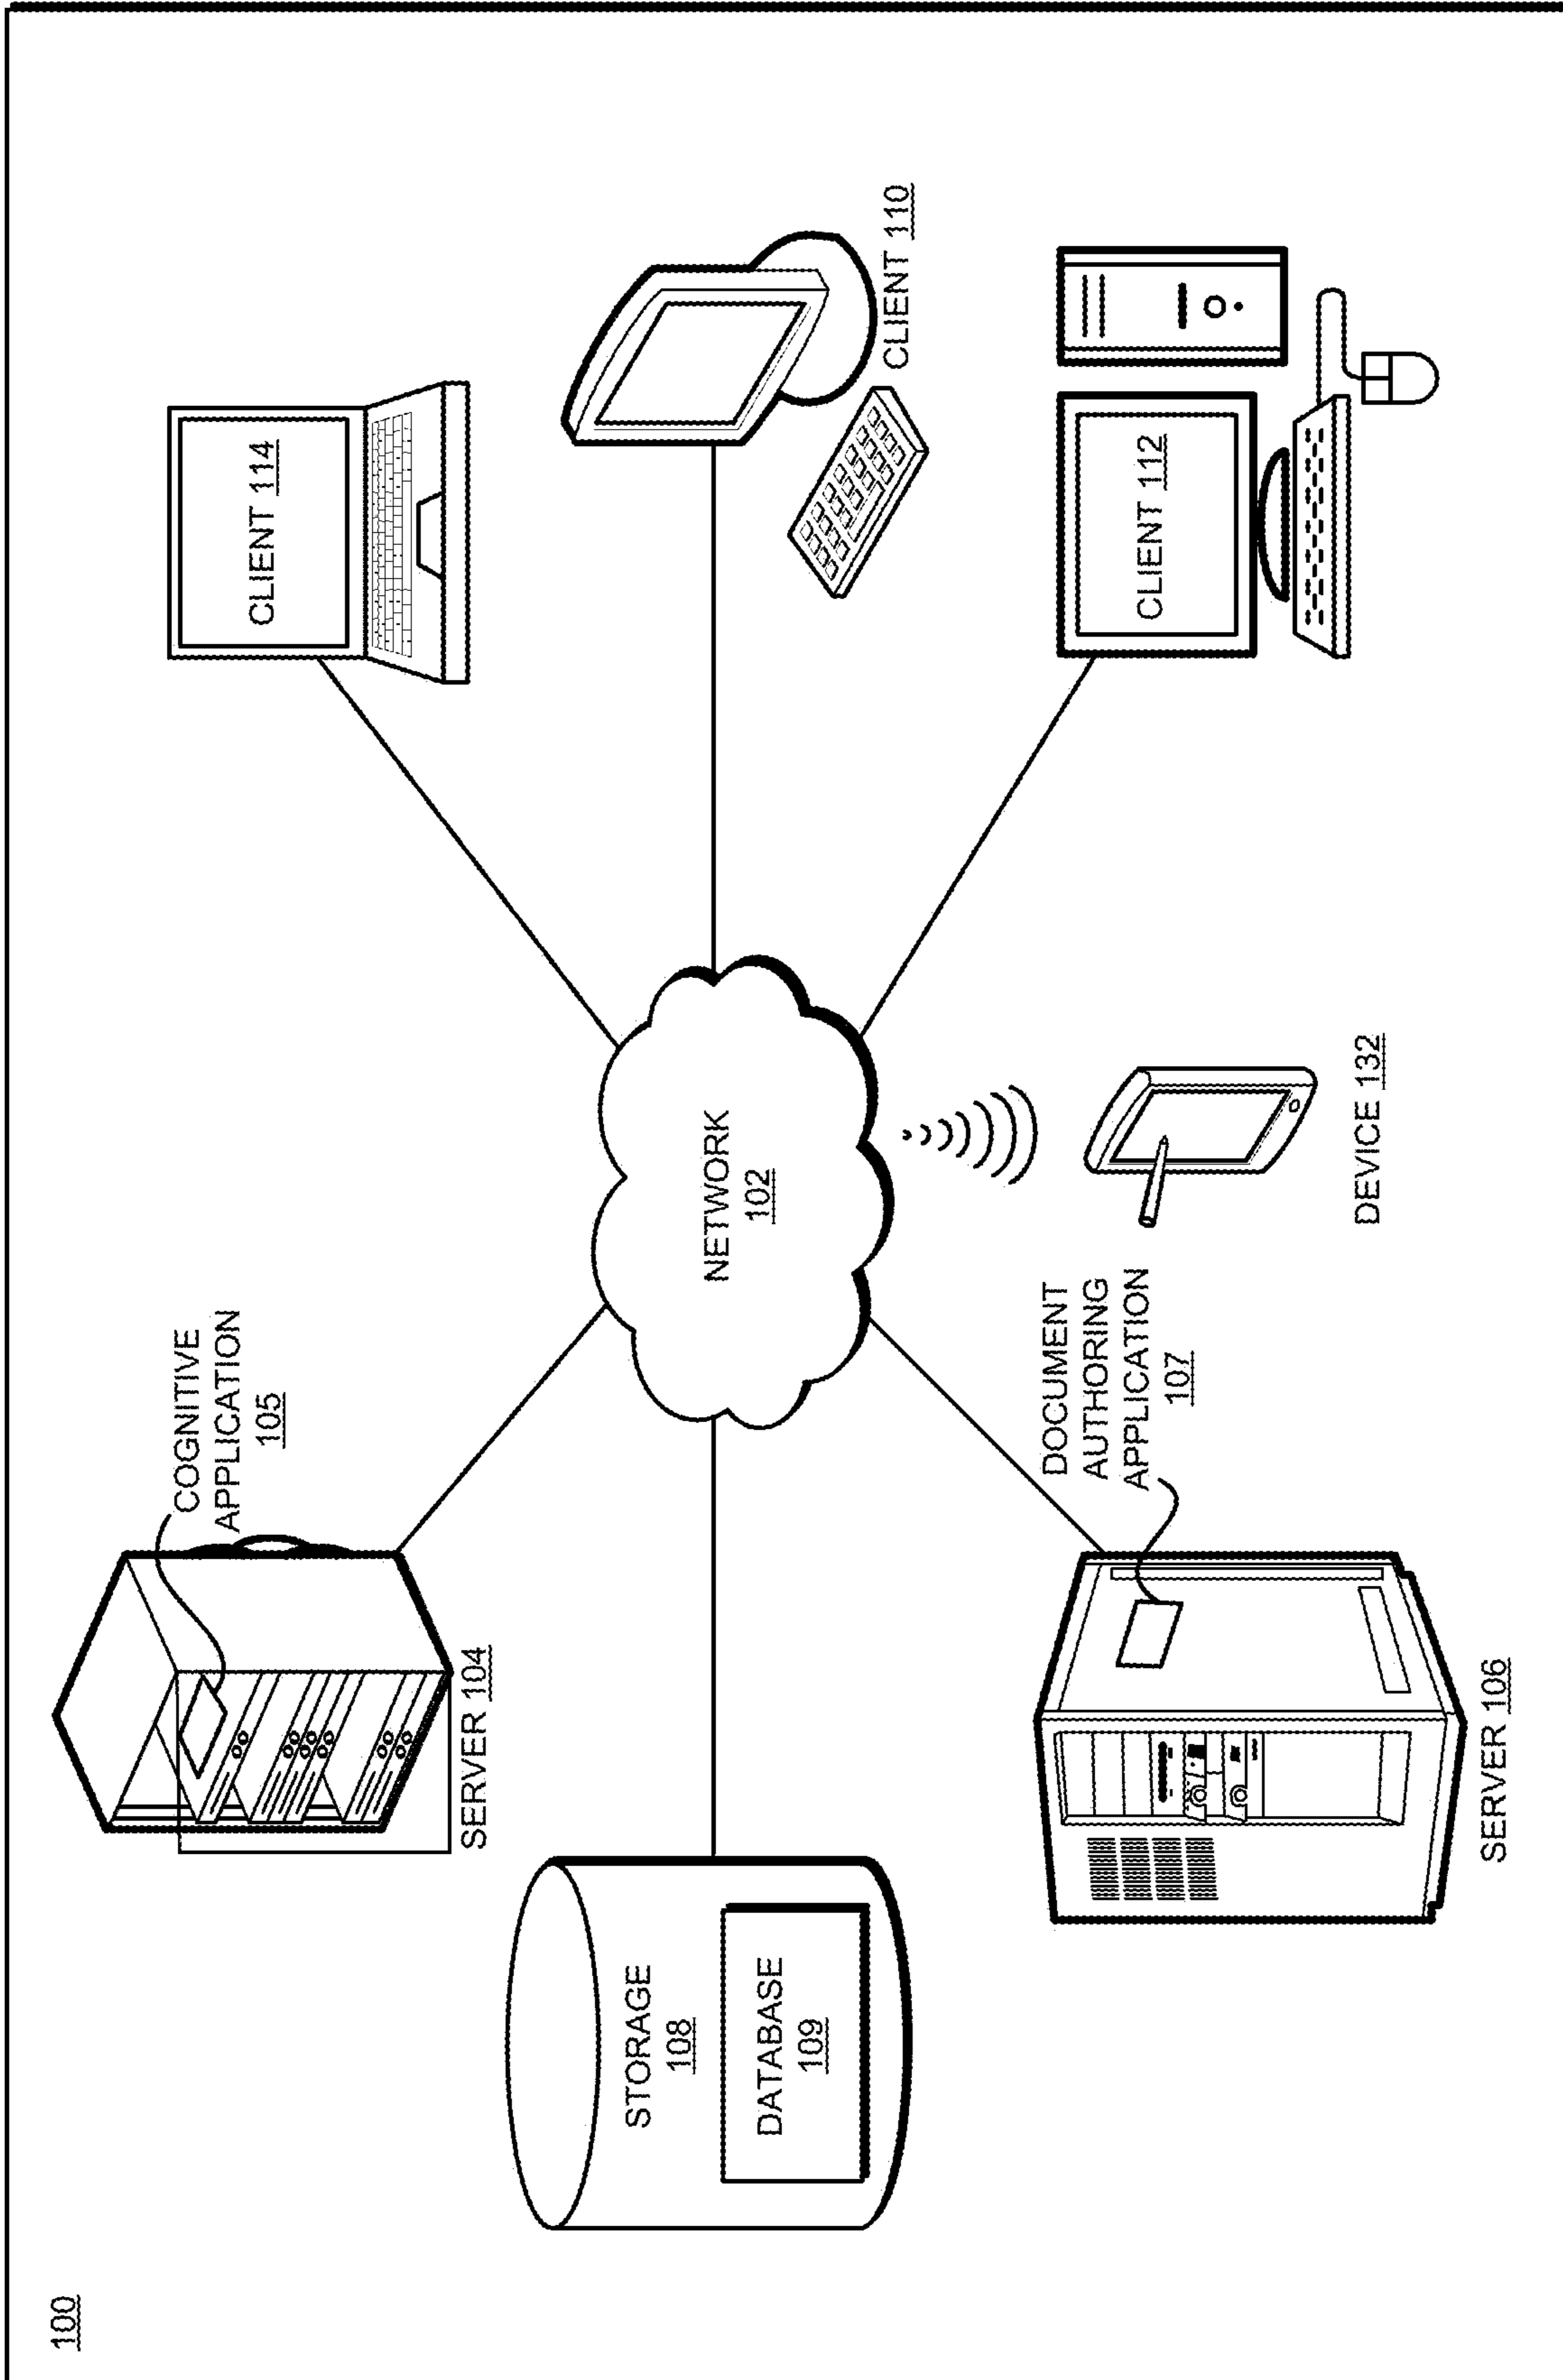 100
COGNITIVE
APPLICATION
105
SERVER 104
CLIENT 114
STORAGE
108
DATABASE
109
NETWORK
102
CLIENT 110
DOCUMENT
AUTHORING
APPLICATION
107
SERVER 106
DEVICE 132
CLIENT 112